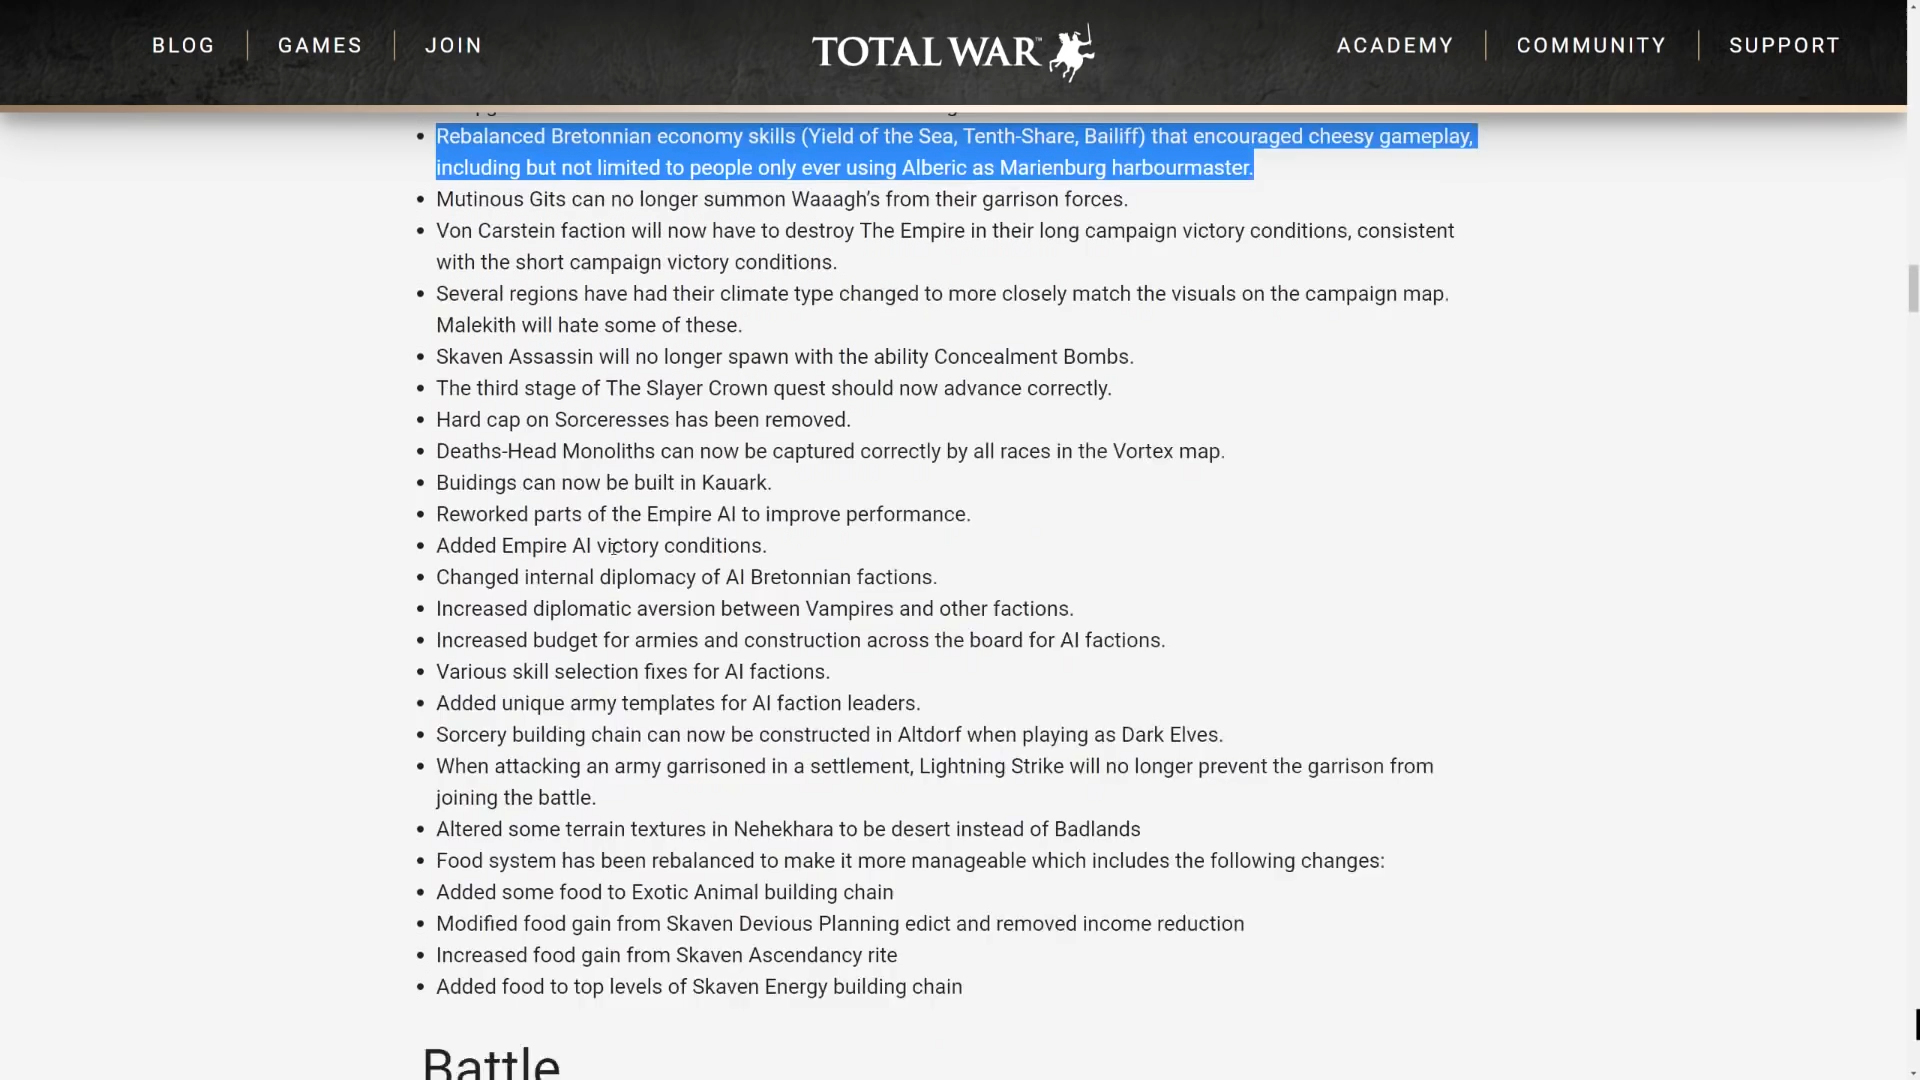 BLOG GAMES JOIN TOTAL WAR™ ACADEMY COMMUNITY SUPPORT
• Rebalanced Bretonnian economy skills (Yield of the Sea, Tenth-Share, Bailiff) that encouraged cheesy gameplay,
including but not limited to people only ever using Alberic as Marienburg harbourmaster.
• Mutinous Gits can no longer summon Waaagh’s from their garrison forces.
• Von Carstein faction will now have to destroy The Empire in their long campaign victory conditions, consistent
with the short campaign victory conditions.
• Several regions have had their climate type changed to more closely match the visuals on the campaign map.
Malekith will hate some of these.
• Skaven Assassin will no longer spawn with the ability Concealment Bombs.
• The third stage of The Slayer Crown quest should now advance correctly.
• Hard cap on Sorceresses has been removed.
• Deaths-Head Monoliths can now be captured correctly by all races in the Vortex map.
• Buidings can now be built in Kauark.
• Reworked parts of the Empire AI to improve performance.
• Added Empire AI victory conditions.
• Changed internal diplomacy of AI Bretonnian factions.
• Increased diplomatic aversion between Vampires and other factions.
• Increased budget for armies and construction across the board for AI factions.
• Various skill selection fixes for AI factions.
• Added unique army templates for AI faction leaders.
• Sorcery building chain can now be constructed in Altdorf when playing as Dark Elves.
• When attacking an army garrisoned in a settlement, Lightning Strike will no longer prevent the garrison from
joining the battle.
• Altered some terrain textures in Nehekhara to be desert instead of Badlands
• Food system has been rebalanced to make it more manageable which includes the following changes:
• Added some food to Exotic Animal building chain
• Modified food gain from Skaven Devious Planning edict and removed income reduction
• Increased food gain from Skaven Ascendancy rite
• Added food to top levels of Skaven Energy building chain
Battle